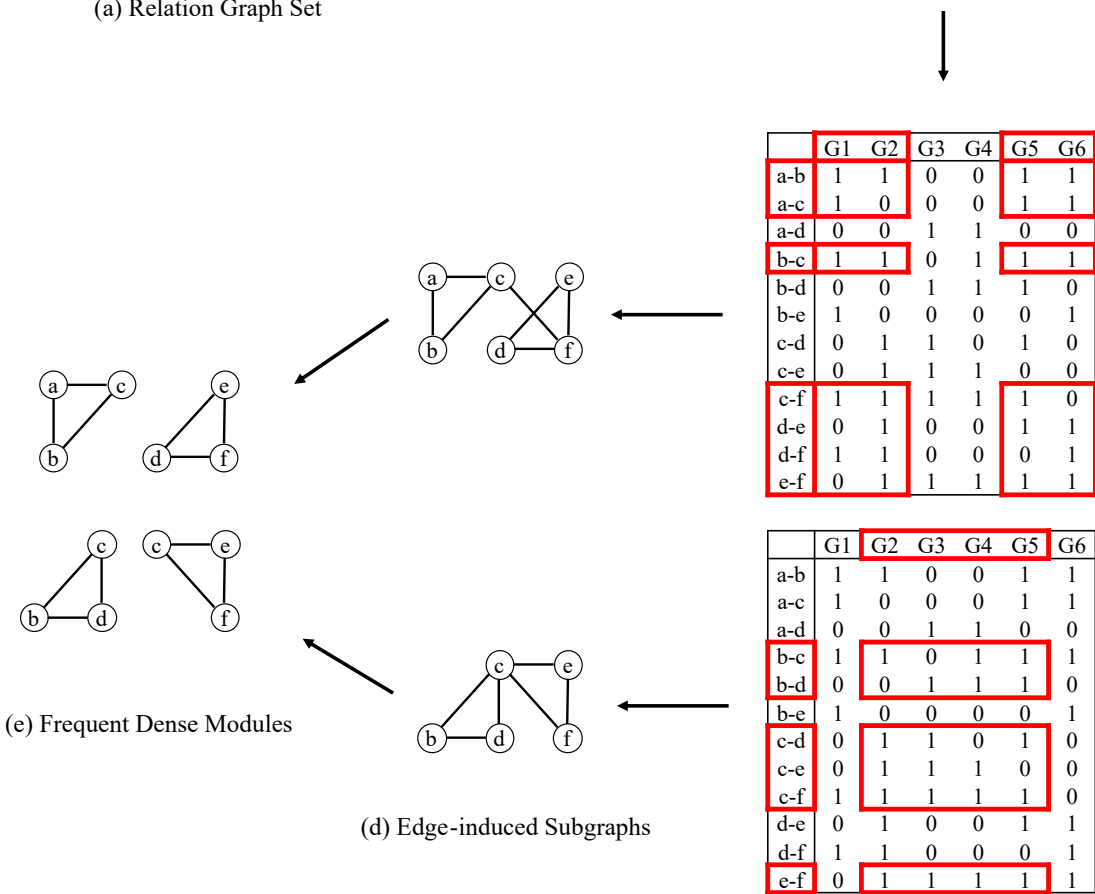 (a) Relation Graph Set
G1 G2 G3 G4 G5 G6
a-b 1 1 0 0 1 1
a-c 1 0 0 0 1 1
a-d 0 0 1 1 0 0
b-c 1 1 0 1 1 1
b-d 0 0 1 1 1 0
b-e 1 0 0 0 0 1
c-d 0 1 1 0 1 0
c-e 0 1 1 1 0 0
c-f 1 1 1 1 1 0
d-e 0 1 0 0 1 1
d-f 1 1 0 0 0 1
e-f 0 1 1 1 1 1
a c e
b d f
a c e
b d f
c c e
b d f
c e
b d f
(e) Frequent Dense Modules
(d) Edge-induced Subgraphs
G1 G2 G3 G4 G5 G6
a-b 1 1 0 0 1 1
a-c 1 0 0 0 1 1
a-d 0 0 1 1 0 0
b-c 1 1 0 1 1 1
b-d 0 0 1 1 1 0
b-e 1 0 0 0 0 1
c-d 0 1 1 0 1 0
c-e 0 1 1 1 0 0
c-f 1 1 1 1 1 0
d-e 0 1 0 0 1 1
d-f 1 1 0 0 0 1
e-f 0 1 1 1 1 1